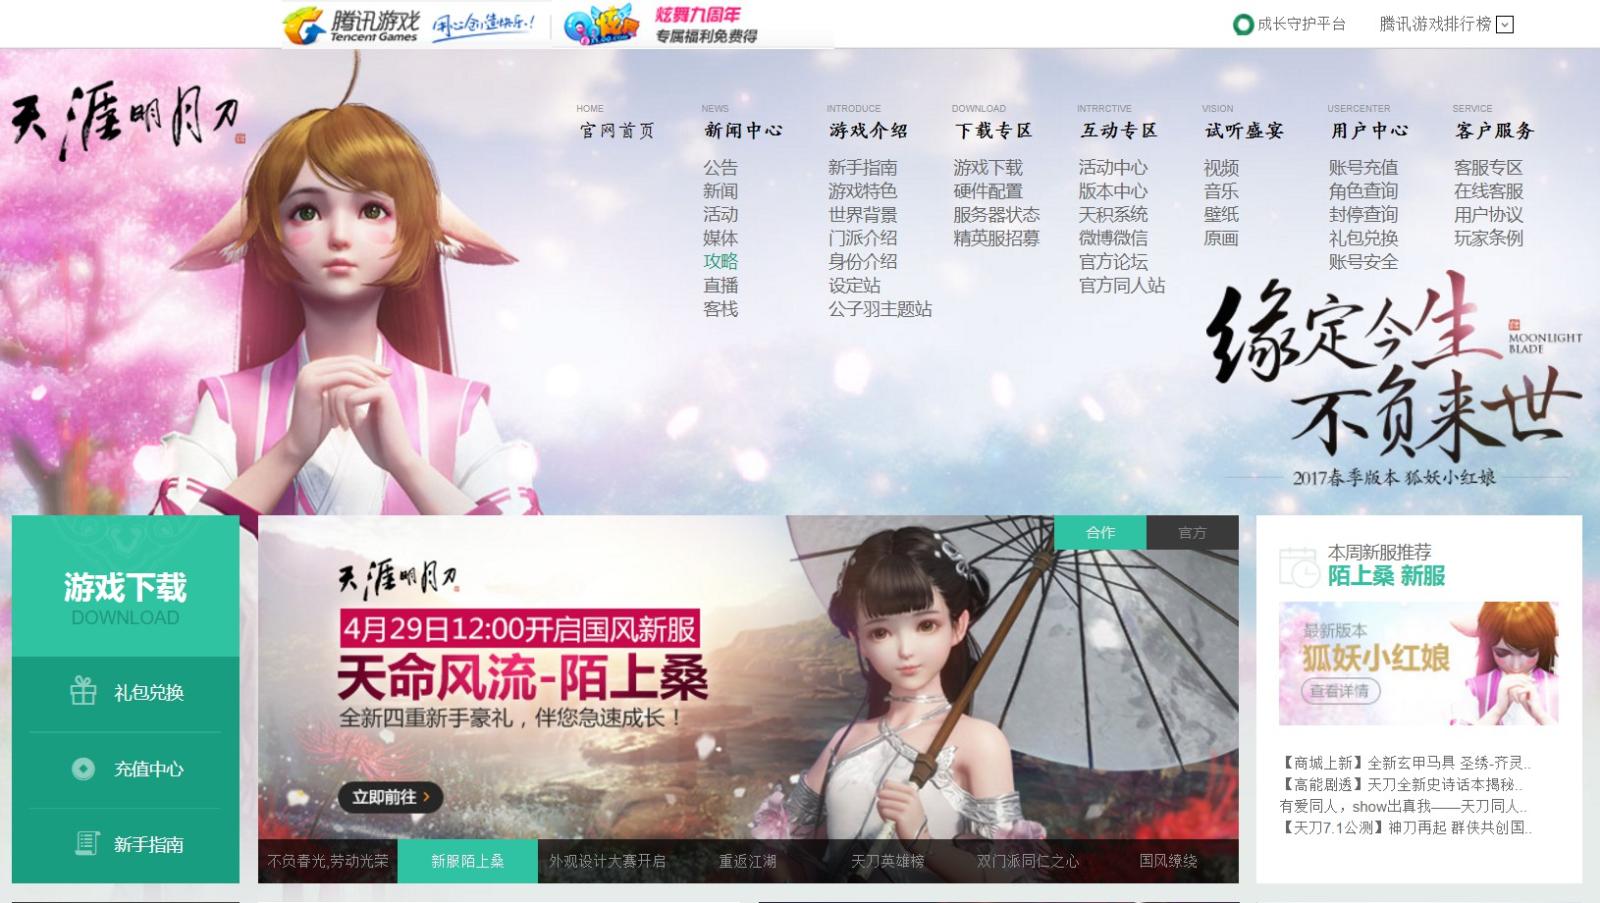 腾讯游戏
Tencent Games
用心创造快乐!
QQ炫舞
炫舞九周年
专属福利免费得
成长守护平台
腾讯游戏排行榜
天涯明月刀
HOME
官网首页
NEWS
新闻中心
公告
新闻
活动
媒体
攻略
直播
客栈
INTRODUCE
游戏介绍
新手指南
游戏特色
世界背景
门派介绍
身份介绍
设定站
公子羽主题站
DOWNLOAD
下载专区
游戏下载
硬件配置
服务器状态
精英服招募
INTRRCTIVE
互动专区
活动中心
版本中心
天积系统
微博微信
官方论坛
官方同人站
VISION
试听盛宴
视频
音乐
壁纸
原画
USERCENTER
用户中心
账号充值
角色查询
封停查询
礼包兑换
账号安全
SERVICE
客户服务
客服专区
在线客服
用户协议
玩家条例
缘定今生
不负来世
MOONLIGHT
BLADE
2017春季版本 狐妖小红娘
游戏下载
DOWNLOAD
礼包兑换
充值中心
新手指南
合作
官方
天涯明月刀
4月29日12:00开启国风新服
天命风流-陌上桑
全新四重新手豪礼，伴您急速成长！
立即前往 >
不负春光,劳动光荣
新服陌上桑
外观设计大赛开启
重返江湖
天刀英雄榜
双门派同仁之心
国风缭绕
本周新服推荐
陌上桑 新服
最新版本
狐妖小红娘
查看详情
【商城上新】全新玄甲马具 圣绣-齐灵..
【高能剧透】天刀全新史诗话本揭秘..
有爱同人，show出真我——天刀同人..
【天刀7.1公测】神刀再起 群侠共创国..